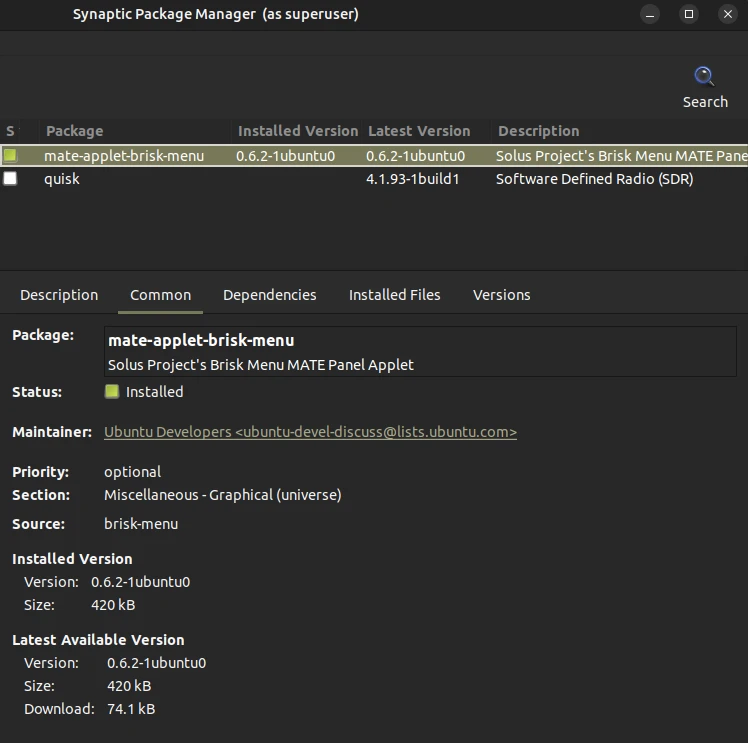 Synaptic Package Manager (as superuser)
Search
S Package Installed Version Latest Version Description
mate-applet-brisk-menu 0.6.2-1ubuntu0 0.6.2-1ubuntu0 Solus Project's Brisk Menu MATE Pane
quisk 4.1.93-1build1 Software Defined Radio (SDR)
Description Common Dependencies Installed Files Versions
Package: mate-applet-brisk-menu
Solus Project's Brisk Menu MATE Panel Applet
Status: Installed
Maintainer: Ubuntu Developers <ubuntu-devel-discuss@lists.ubuntu.com>
Priority: optional
Section: Miscellaneous - Graphical (universe)
Source: brisk-menu
Installed Version
Version: 0.6.2-1ubuntu0
Size: 420 kB
Latest Available Version
Version: 0.6.2-1ubuntu0
Size: 420 kB
Download: 74.1 kB